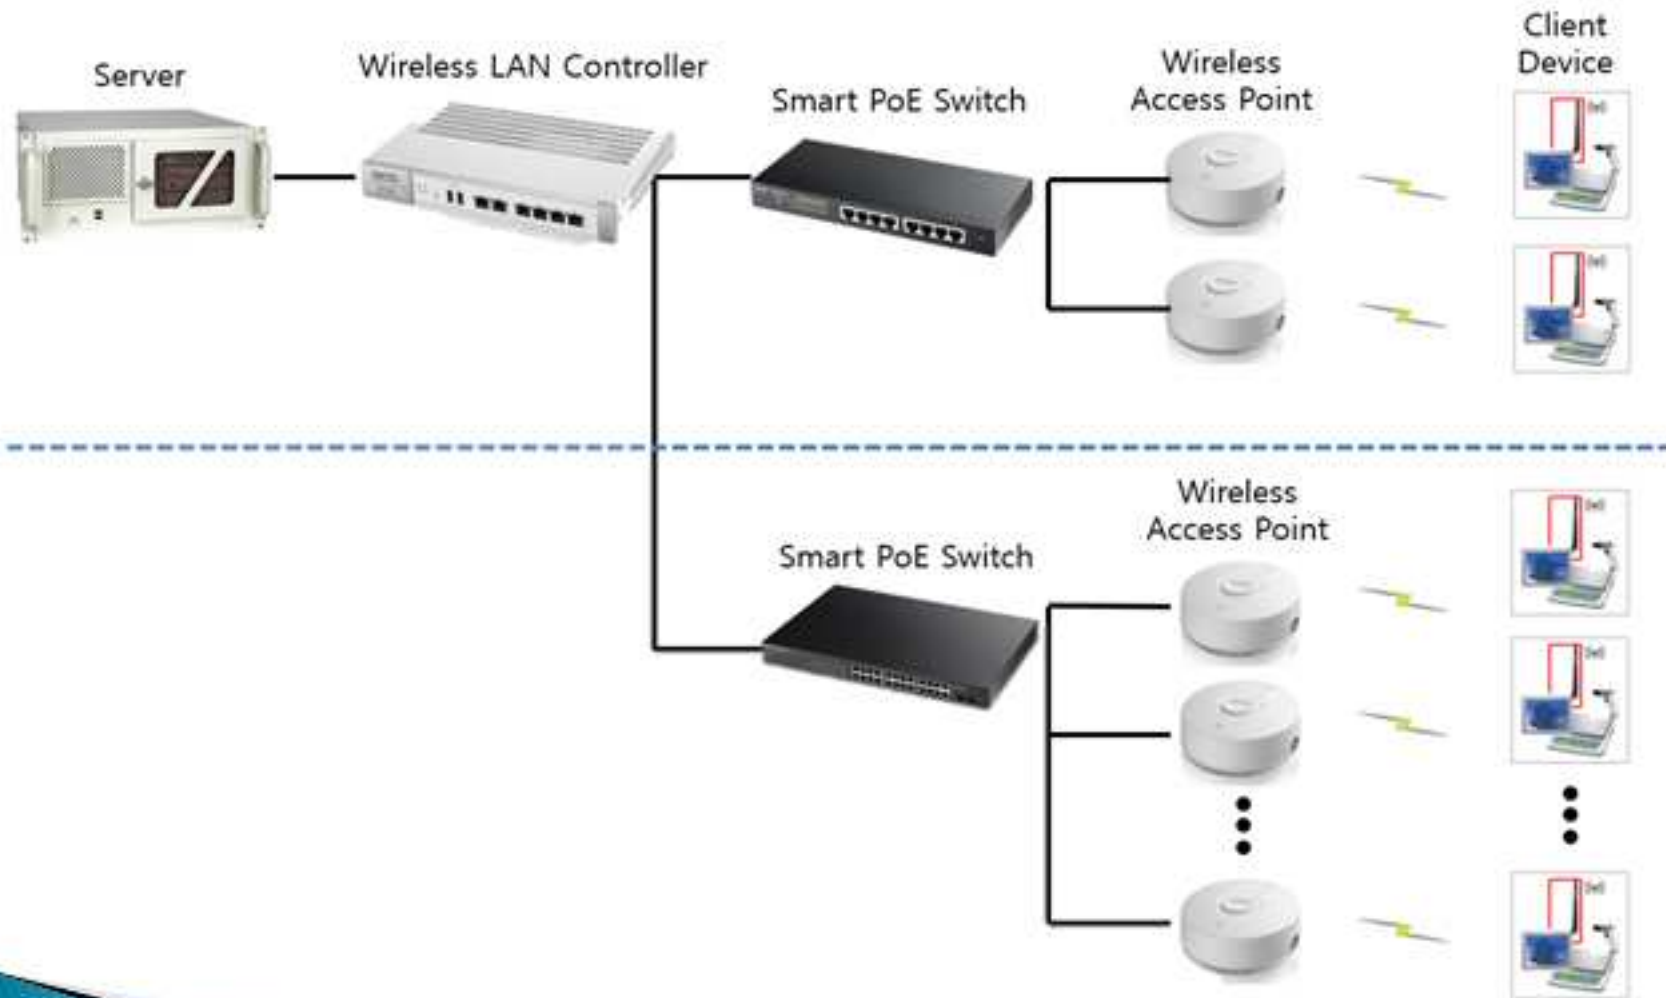 Server
Wireless LAN Controller
Smart PoE Switch
Wireless
Access Point
Client
Device
Wireless
Access Point
Smart PoE Switch